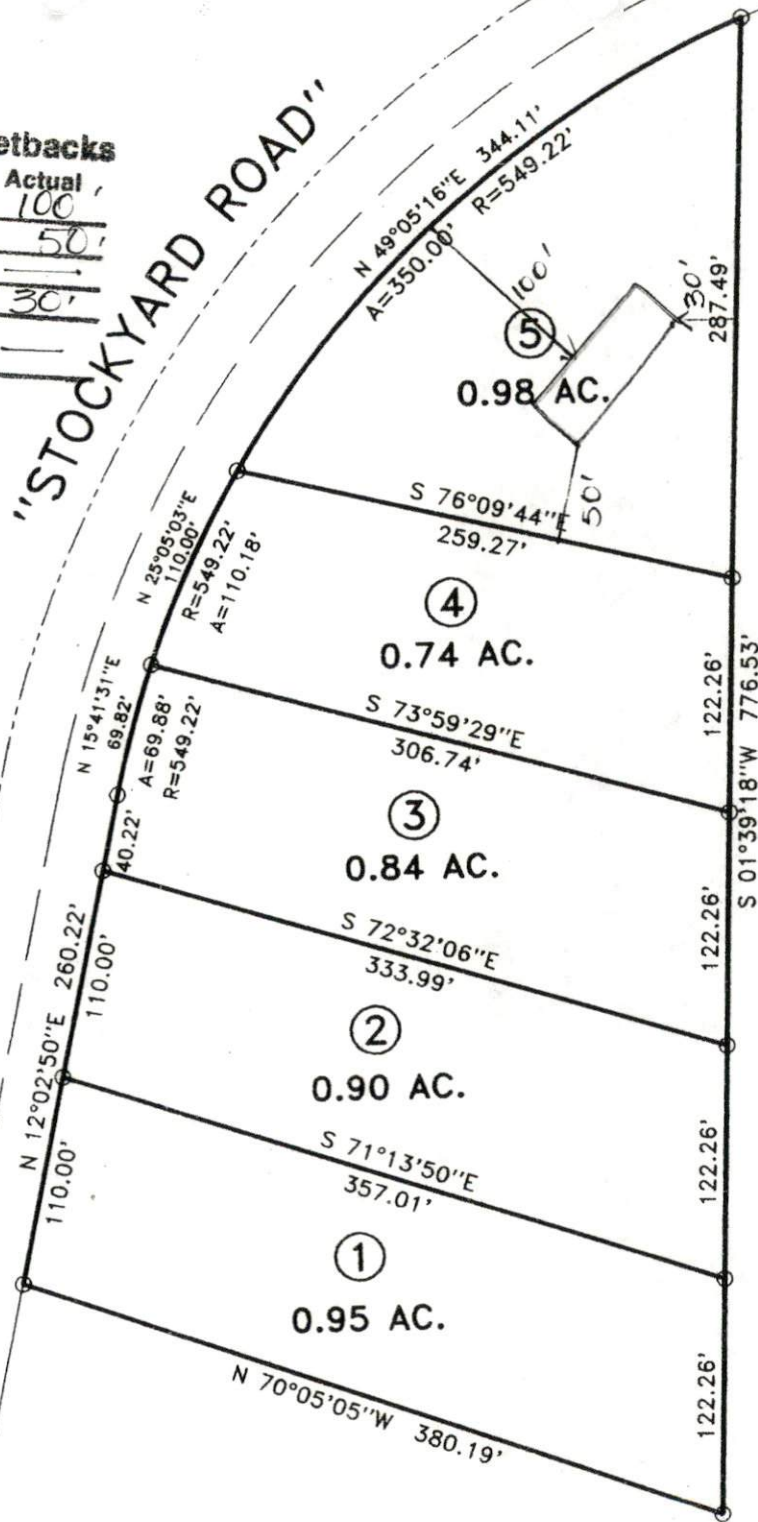 etbacks
Actual
100'
50'
30'
"STOCKYARD ROAD"
N 49°05'16"E 344.11'
A=350.00' R=549.22'
100'
30'
287.49'
5
0.98 AC.
50'
S 76°09'44"E
259.27'
N 25°05'03"E
110.00'
R=549.22'
A=110.18'
4
0.74 AC.
122.26'
S 01°39'18"W 776.53'
S 73°59'29"E
306.74'
N 15°41'31"E
69.82'
A=69.88'
R=549.22'
3
0.84 AC.
40.22'
122.26'
S 72°32'06"E
333.99'
N 12°02'50"E 260.22'
110.00'
2
0.90 AC.
122.26'
S 71°13'50"E
357.01'
110.00'
1
0.95 AC.
122.26'
N 70°05'05"W 380.19'